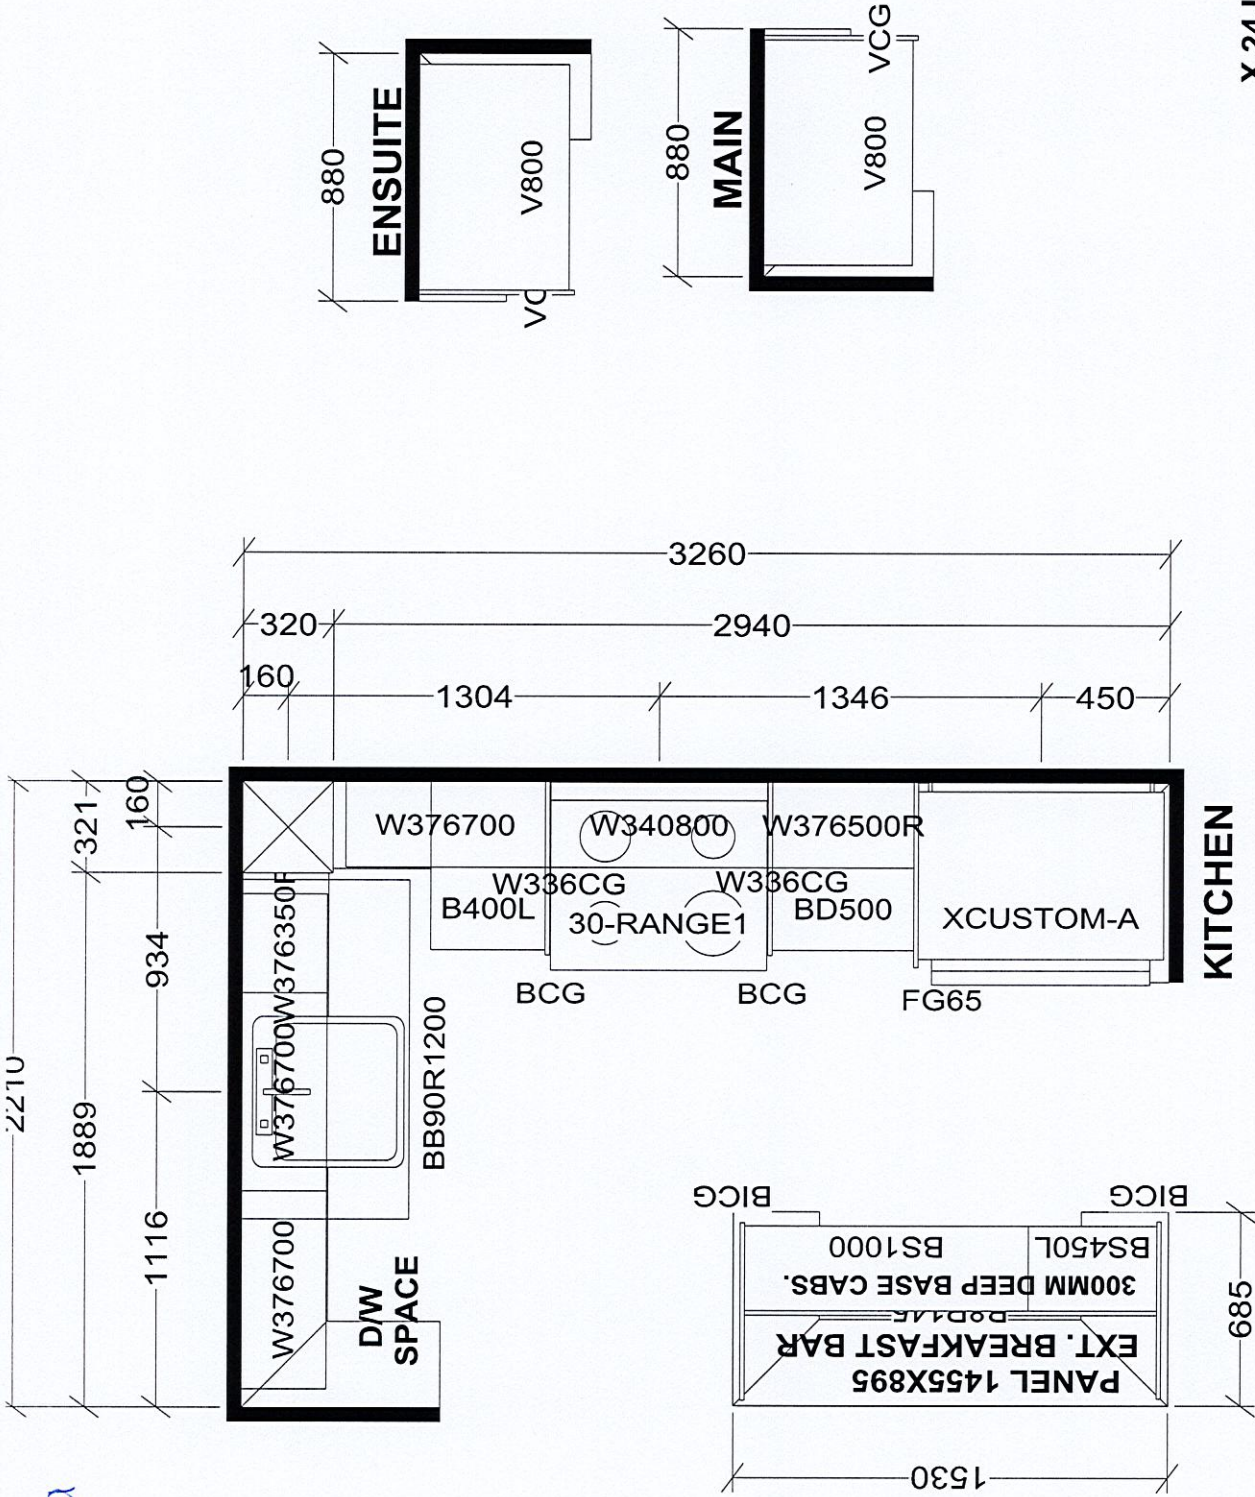 880
ENSUITE
V800
880
MAIN
V800
VCG
X 24
3260
320
2940
160
1304
1346
450
2210
321
160
1889
934
1116
W376700
W340800
W376500R
W336CG
W336CG
B400L
30-RANGE1
BD500
XCUSTOM-A
BCG
BCG
FG65
KITCHEN
W376700
W376700
BB90R1200
D/W
SPACE
BICG
BICG
BS1000
BS450L
300MM DEEP BASE CABS.
EXT. BREAKFAST BAR
PANEL 1455X895
685
1530